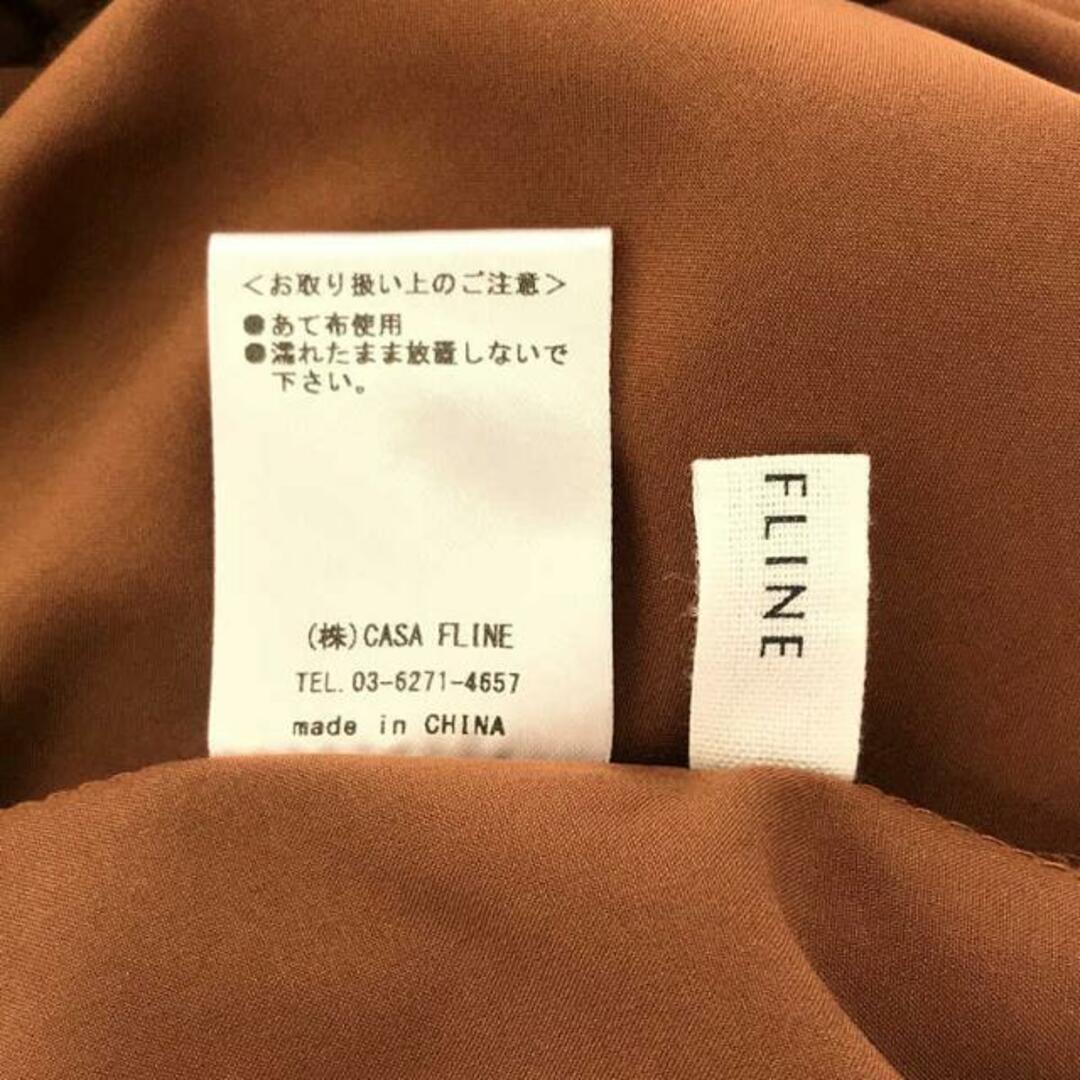 ＜お取り扱い上のご注意＞
●あて布使用
●濡れたまま放置しないで
下さい。
(株)CASA FLINE
TEL. 03-6271-4657
made in CHINA
FLINE